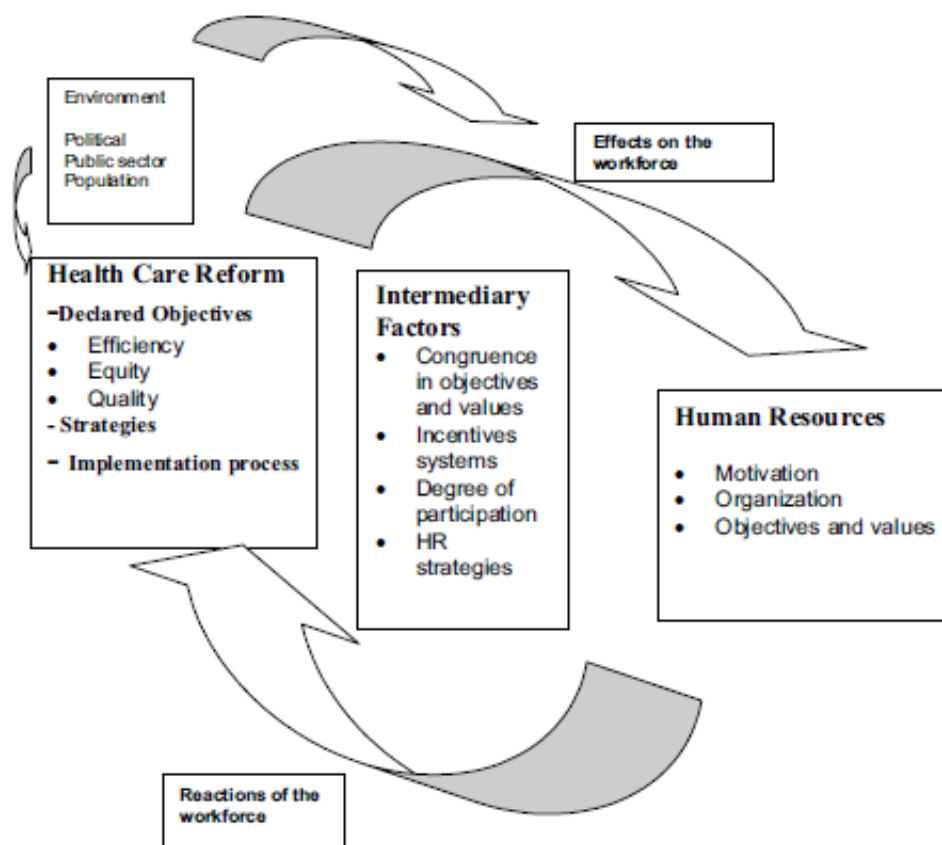 Environment
Political
Public sector
Population
Effects on the
workforce
Health Care Reform
-Declared Objectives
• Efficiency
• Equity
• Quality
- Strategies
- Implementation process
Intermediary
Factors
• Congruence
in objectives
and values
• Incentives
systems
• Degree of
participation
• HR
strategies
Human Resources
• Motivation
• Organization
• Objectives and values
Reactions of the
workforce